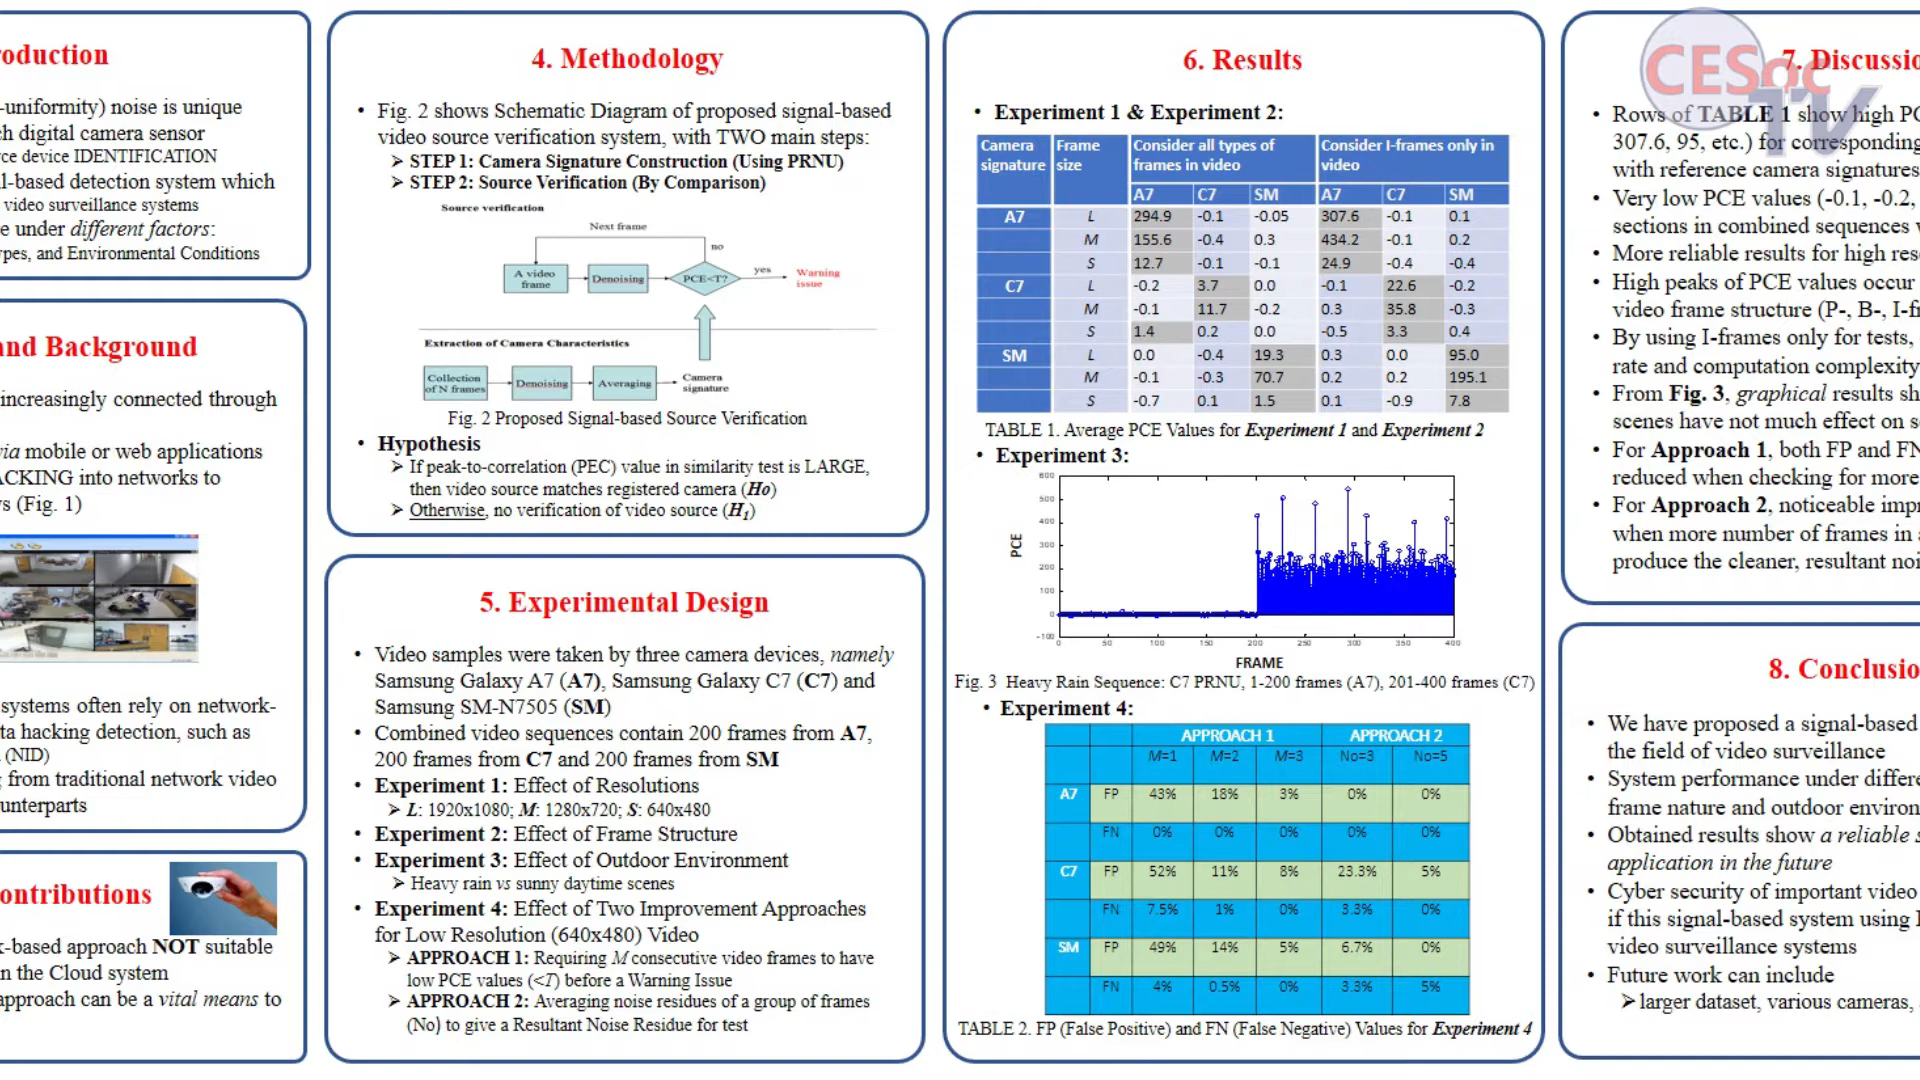 roduction
-uniformity) noise is unique
ch digital camera sensor
rce device IDENTIFICATION
l-based detection system which
video surveillance systems
e under different factors:
ypes, and Environmental Conditions
and Background
increasingly connected through
via mobile or web applications
ACKING into networks to
s (Fig. 1)
systems often rely on network-
ta hacking detection, such as
(NID)
g from traditional network video
unterparts
ontributions
k-based approach NOT suitable
n the Cloud system
approach can be a vital means to
4. Methodology
• Fig. 2 shows Schematic Diagram of proposed signal-based
video source verification system, with TWO main steps:
➢ STEP 1: Camera Signature Construction (Using PRNU)
➢ STEP 2: Source Verification (By Comparison)
Source verification
Next frame
no
A video frame
Denoising
PCE<T?
yes
Warning issue
Extraction of Camera Characteristics
Collection of N frames
Denoising
Averaging
Camera signature
Fig. 2 Proposed Signal-based Source Verification
• Hypothesis
➢ If peak-to-correlation (PEC) value in similarity test is LARGE,
then video source matches registered camera (Ho)
➢ Otherwise, no verification of video source (H1)
5. Experimental Design
• Video samples were taken by three camera devices, namely
Samsung Galaxy A7 (A7), Samsung Galaxy C7 (C7) and
Samsung SM-N7505 (SM)
• Combined video sequences contain 200 frames from A7,
200 frames from C7 and 200 frames from SM
• Experiment 1: Effect of Resolutions
➢ L: 1920x1080; M: 1280x720; S: 640x480
• Experiment 2: Effect of Frame Structure
• Experiment 3: Effect of Outdoor Environment
➢ Heavy rain vs sunny daytime scenes
• Experiment 4: Effect of Two Improvement Approaches
for Low Resolution (640x480) Video
➢ APPROACH 1: Requiring M consecutive video frames to have
low PCE values (<T) before a Warning Issue
➢ APPROACH 2: Averaging noise residues of a group of frames
(No) to give a Resultant Noise Residue for test
6. Results
• Experiment 1 & Experiment 2:
Camera signature Frame size Consider all types of frames in video Consider I-frames only in video
A7 C7 SM A7 C7 SM
A7 L 294.9 -0.1 -0.05 307.6 -0.1 0.1
M 155.6 -0.4 0.3 434.2 -0.1 0.2
S 12.7 -0.1 -0.1 24.9 -0.4 -0.4
C7 L -0.2 3.7 0.0 -0.1 22.6 -0.2
M -0.1 11.7 -0.2 0.3 35.8 -0.3
S 1.4 0.2 0.0 -0.5 3.3 0.4
SM L 0.0 -0.4 19.3 0.3 0.0 95.0
M -0.1 -0.3 70.7 0.2 0.2 195.1
S -0.7 0.1 1.5 0.1 -0.9 7.8
TABLE 1. Average PCE Values for Experiment 1 and Experiment 2
• Experiment 3:
PCE
600
500
400
300
200
100
0
-100
0 50 100 150 200 250 300 350 400
FRAME
Fig. 3 Heavy Rain Sequence: C7 PRNU, 1-200 frames (A7), 201-400 frames (C7)
• Experiment 4:
APPROACH 1 APPROACH 2
M=1 M=2 M=3 No=3 No=5
A7 FP 43% 18% 3% 0% 0%
FN 0% 0% 0% 0% 0%
C7 FP 52% 11% 8% 23.3% 5%
FN 7.5% 1% 0% 3.3% 0%
SM FP 49% 14% 5% 6.7% 0%
FN 4% 0.5% 0% 3.3% 5%
TABLE 2. FP (False Positive) and FN (False Negative) Values for Experiment 4
CESoc TV
7. Discussio
• Rows of TABLE 1 show high PC
307.6, 95, etc.) for corresponding
with reference camera signatures
• Very low PCE values (-0.1, -0.2,
sections in combined sequences
• More reliable results for high res
• High peaks of PCE values occur
video frame structure (P-, B-, I-fr
• By using I-frames only for tests,
rate and computation complexity
• From Fig. 3, graphical results sh
scenes have not much effect on s
• For Approach 1, both FP and FN
reduced when checking for more
• For Approach 2, noticeable impr
when more number of frames in a
produce the cleaner, resultant noi
8. Conclusio
• We have proposed a signal-based
the field of video surveillance
• System performance under differe
frame nature and outdoor environ
• Obtained results show a reliable s
application in the future
• Cyber security of important video
if this signal-based system using
video surveillance systems
• Future work can include
➢ larger dataset, various cameras,